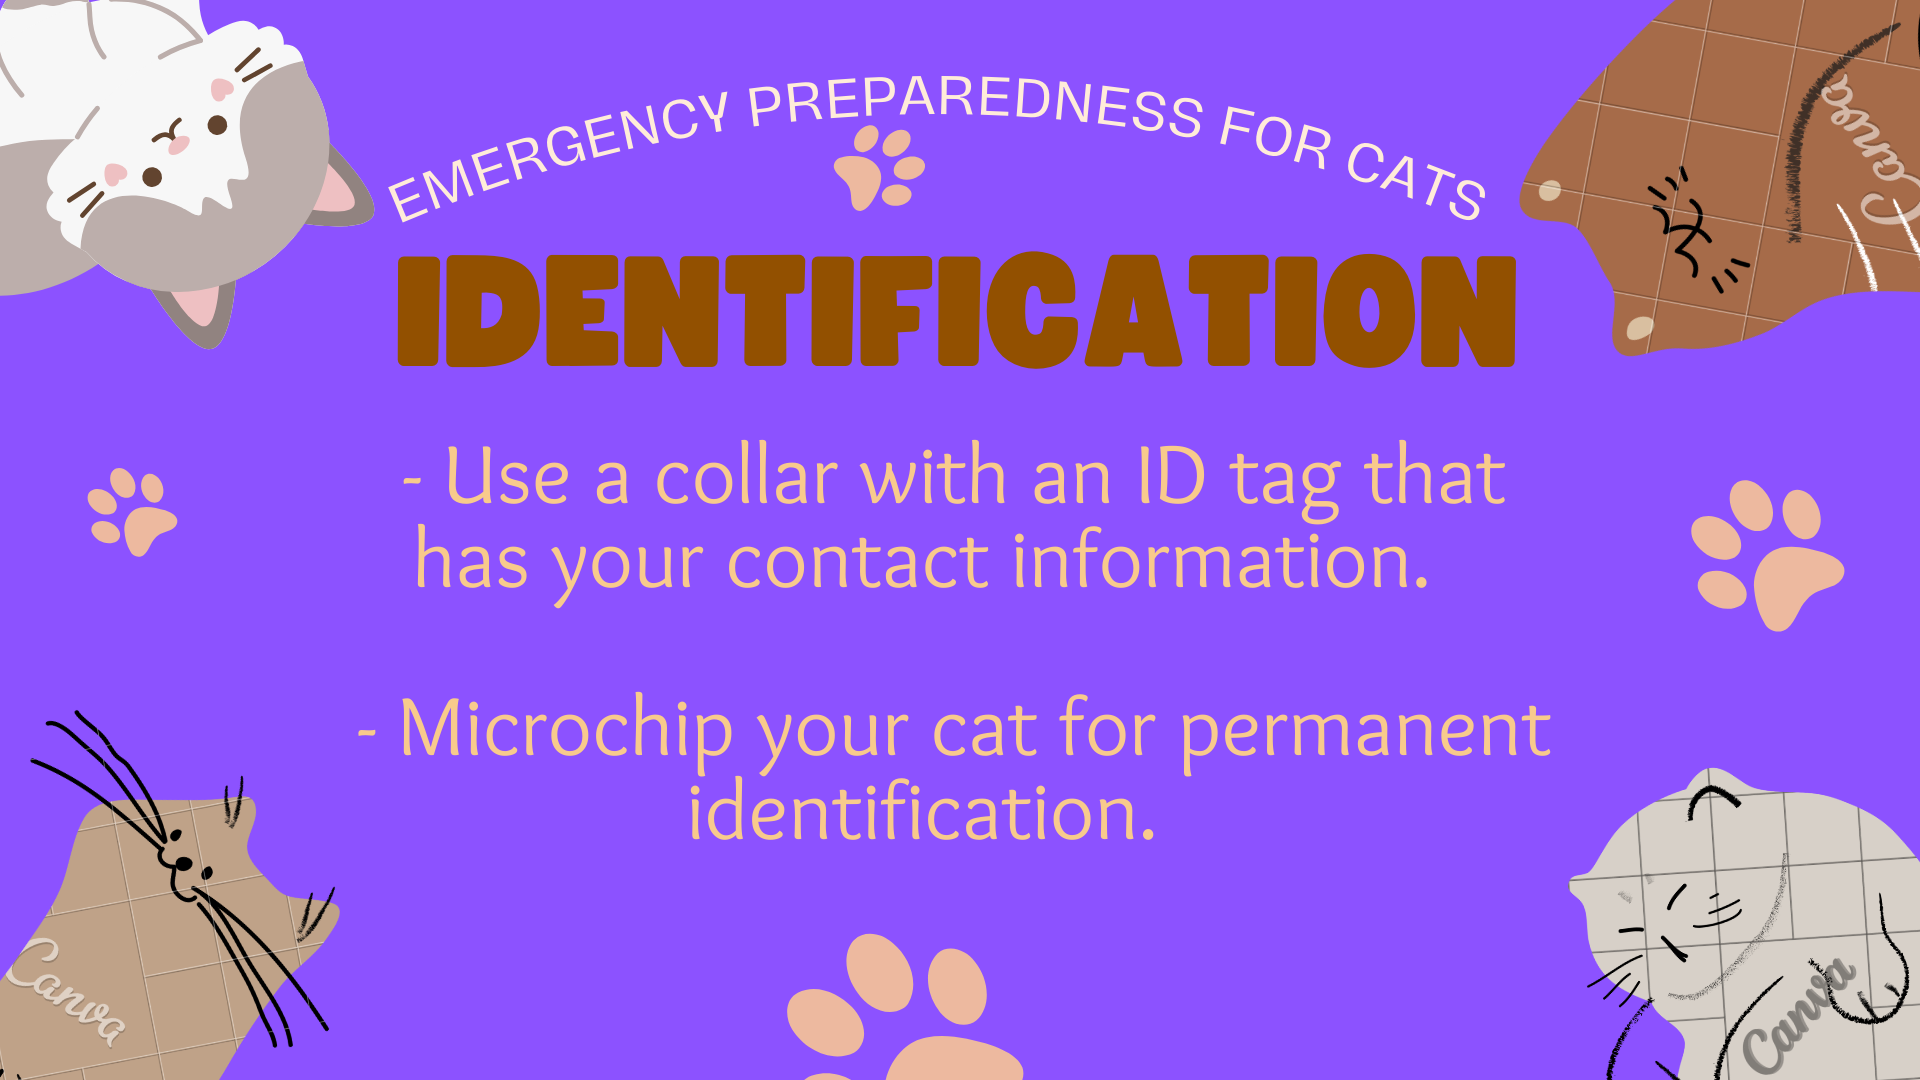 EMERGENCY PREPAREDNESS FOR CATS
IDENTIFICATION
- Use a collar with an ID tag that
has your contact information.
- Microchip your cat for permanent
identification.
Canva
Canva
Canva